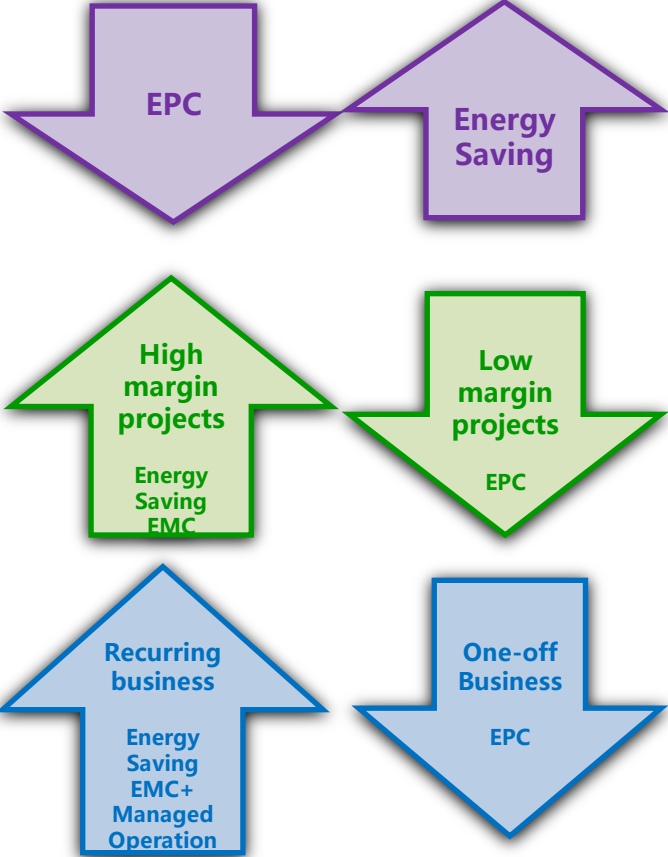 EPC
Energy
Saving
High
margin
projects
Energy
Saving
EMC
Low
margin
projects
EPC
Recurring
business
Energy
Saving
EMC+
Managed
Operation
One-off
Business
EPC